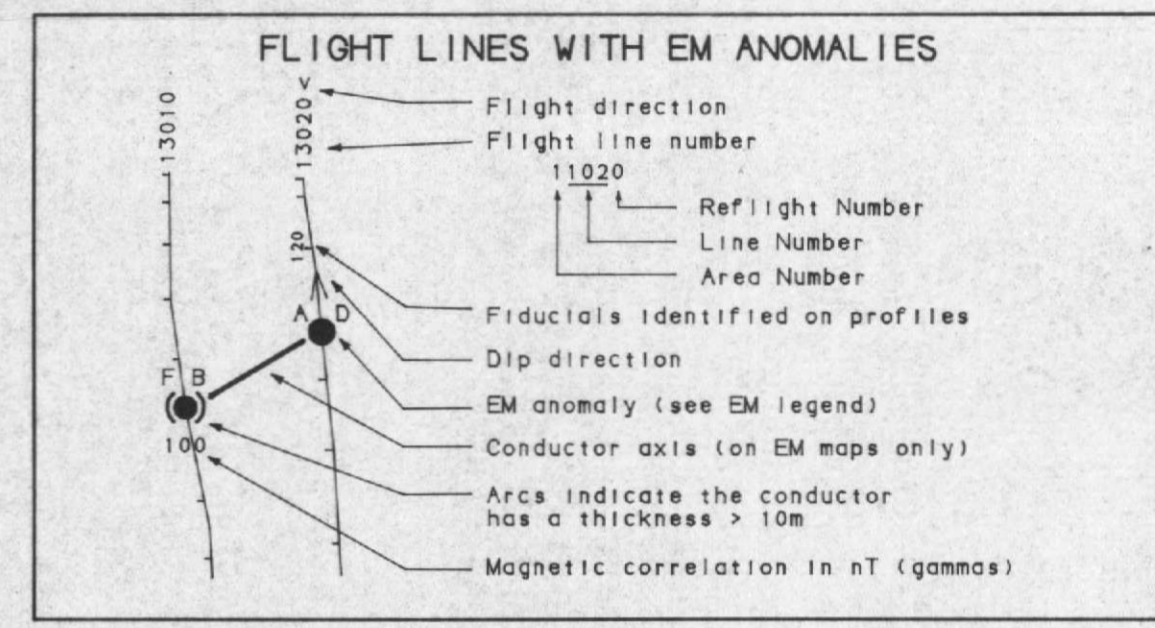 FLIGHT LINES WITH EM ANOMALIES
13010
13020 <
Flight direction
Flight line number
11020
Reflight Number
Line Number
Area Number
120
Fiducials identified on profiles
Dip direction
A D
EM anomaly (see EM legend)
F B
Conductor axis (on EM maps only)
100
Arcs indicate the conductor
has a thickness > 10m
Magnetic correlation in nT (gammas)